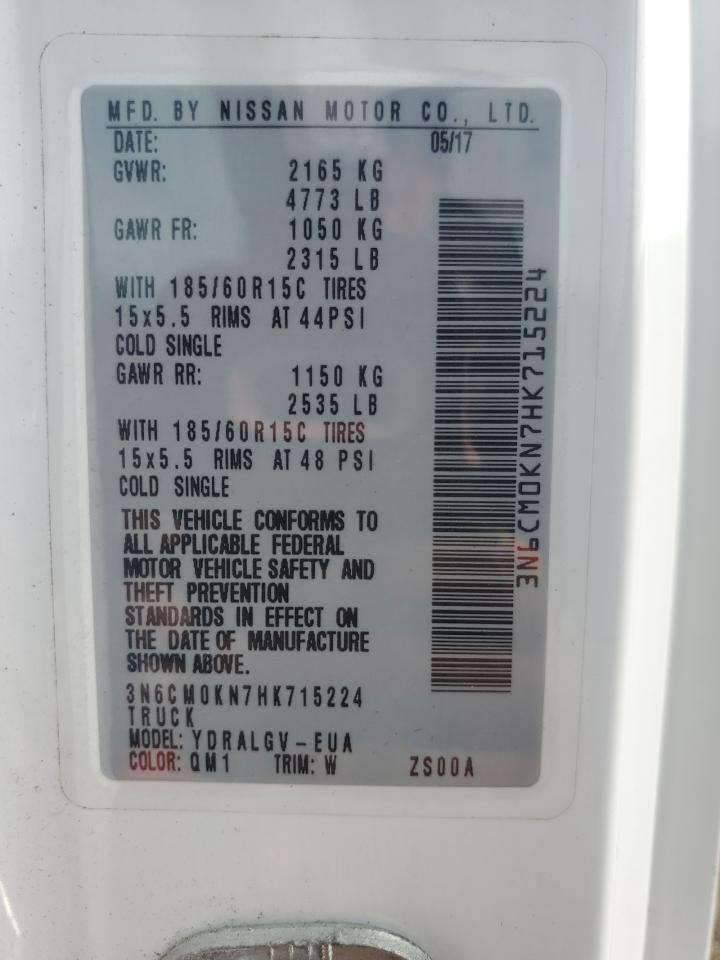 MFD. BY NISSAN MOTOR CO., LTD.
DATE: 05/17
GVWR: 2165 KG
4773 LB
GAWR FR: 1050 KG
2315 LB
WITH 185/60R15C TIRES
15x5.5 RIMS AT 44PSI
COLD SINGLE
GAWR RR: 1150 KG
2535 LB
WITH 185/60R15C TIRES
15x5.5 RIMS AT 48 PSI
COLD SINGLE
THIS VEHICLE CONFORMS TO
ALL APPLICABLE FEDERAL
MOTOR VEHICLE SAFETY AND
THEFT PREVENTION
STANDARDS IN EFFECT ON
THE DATE OF MANUFACTURE
SHOWN ABOVE.
3N6CM0KN7HK715224
TRUCK
MODEL: YDRALGV-EUA
COLOR: QM1 TRIM: W ZS00A
3N6CM0KN7HK715224